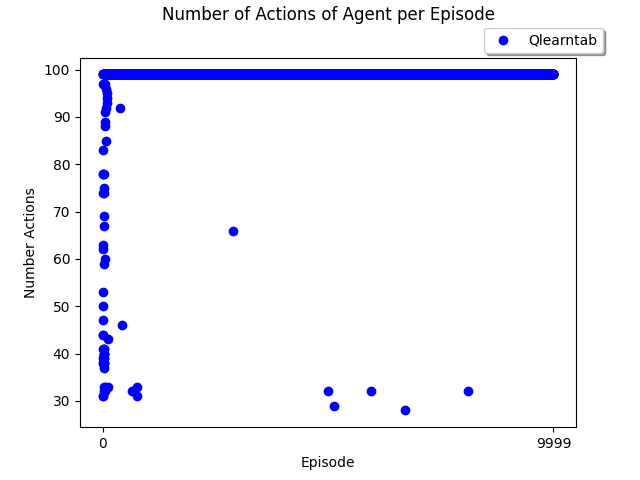 Number of Actions of Agent per Episode
Qlearntab
100
90
80
70
60
50
40
30
Number Actions
0
9999
Episode